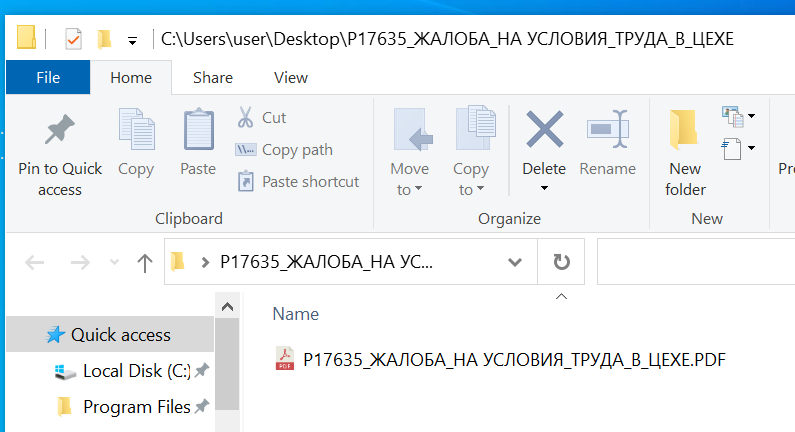 C:\Users\user\Desktop\P17635_ЖАЛОБА_НА УСЛОВИЯ_ТРУДА_В_ЦЕХЕ
File Home Share View
Pin to Quick access
Copy
Paste
Cut
Copy path
Paste shortcut
Clipboard
Move to
Copy to
Delete
Rename
Organize
New folder
New
P17635_ЖАЛОБА_НА УС...
Name
Quick access
Local Disk (C:)
Program Files
PDF
P17635_ЖАЛОБА_НА УСЛОВИЯ_ТРУДА_В_ЦЕХЕ.PDF